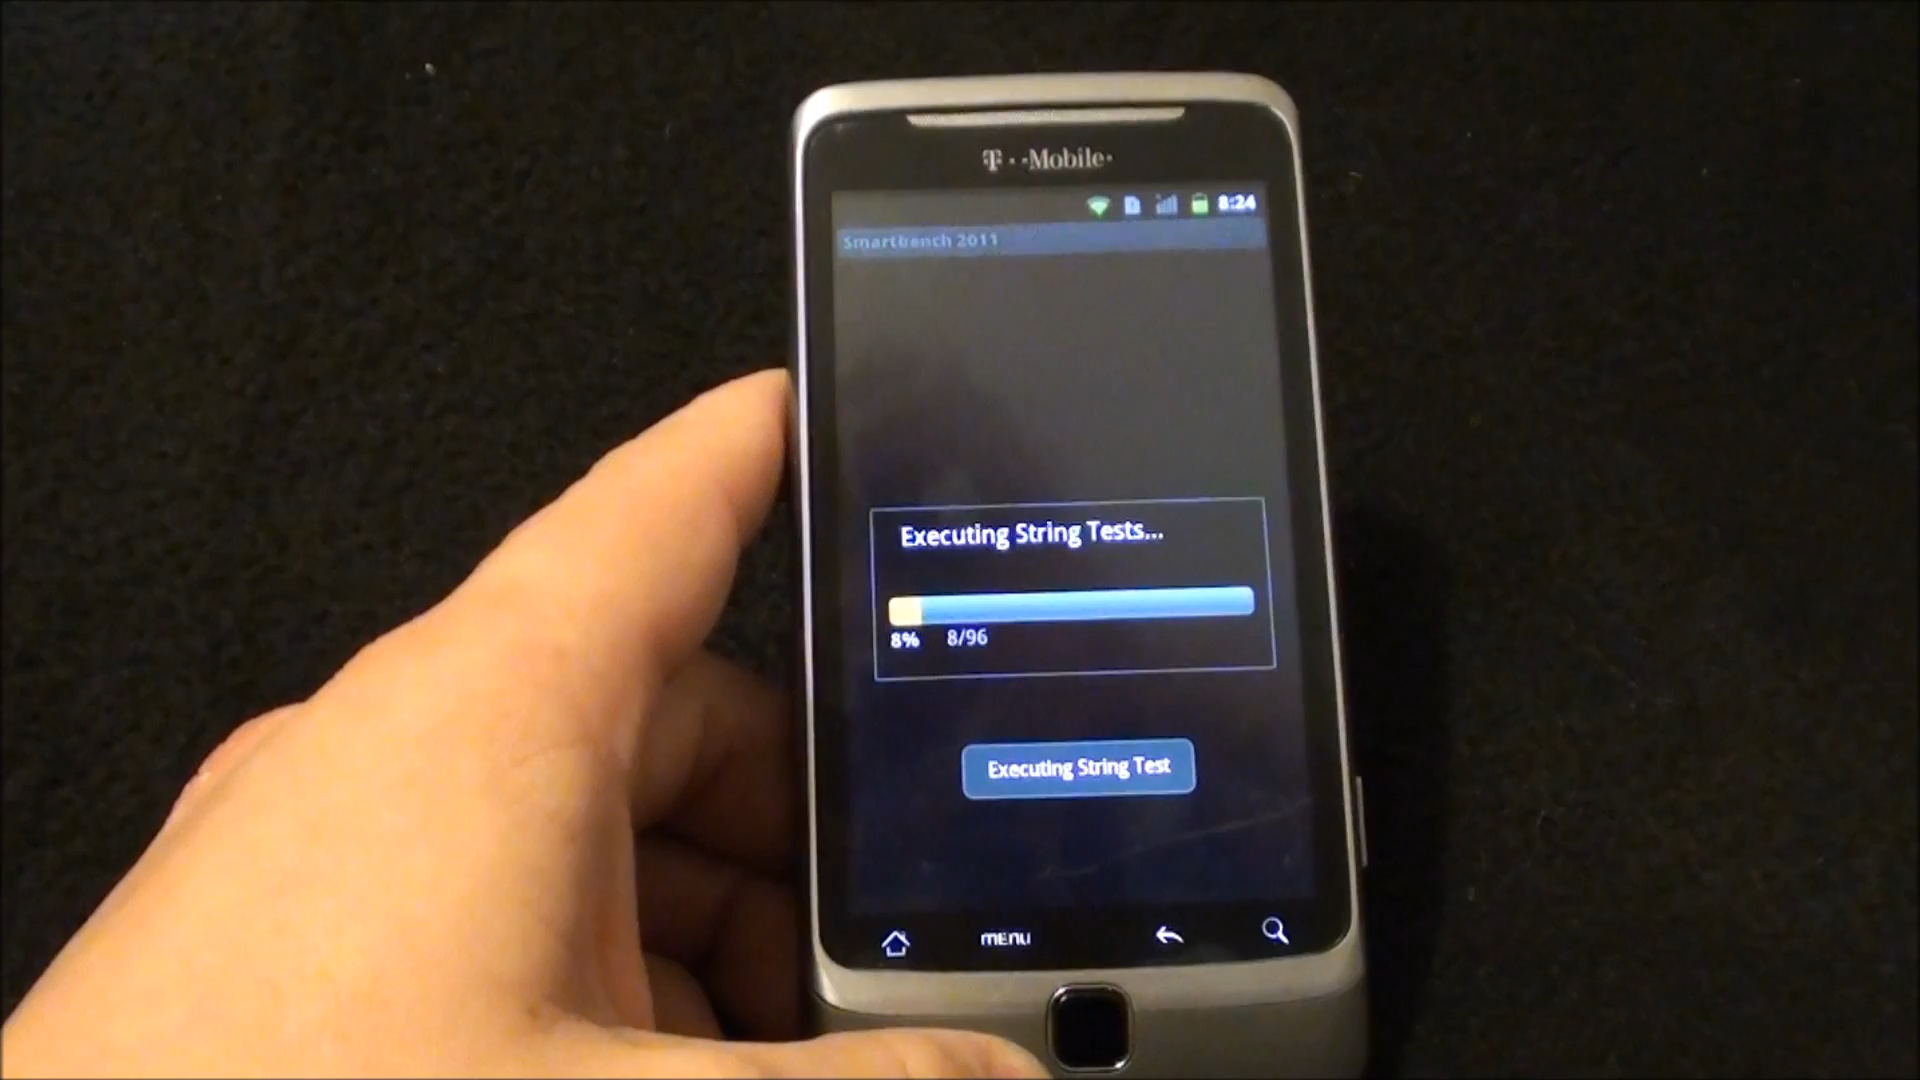 T··Mobile·
8:24
Smartbench 2011
Executing String Tests...
8% 8/96
Executing String Test
menu